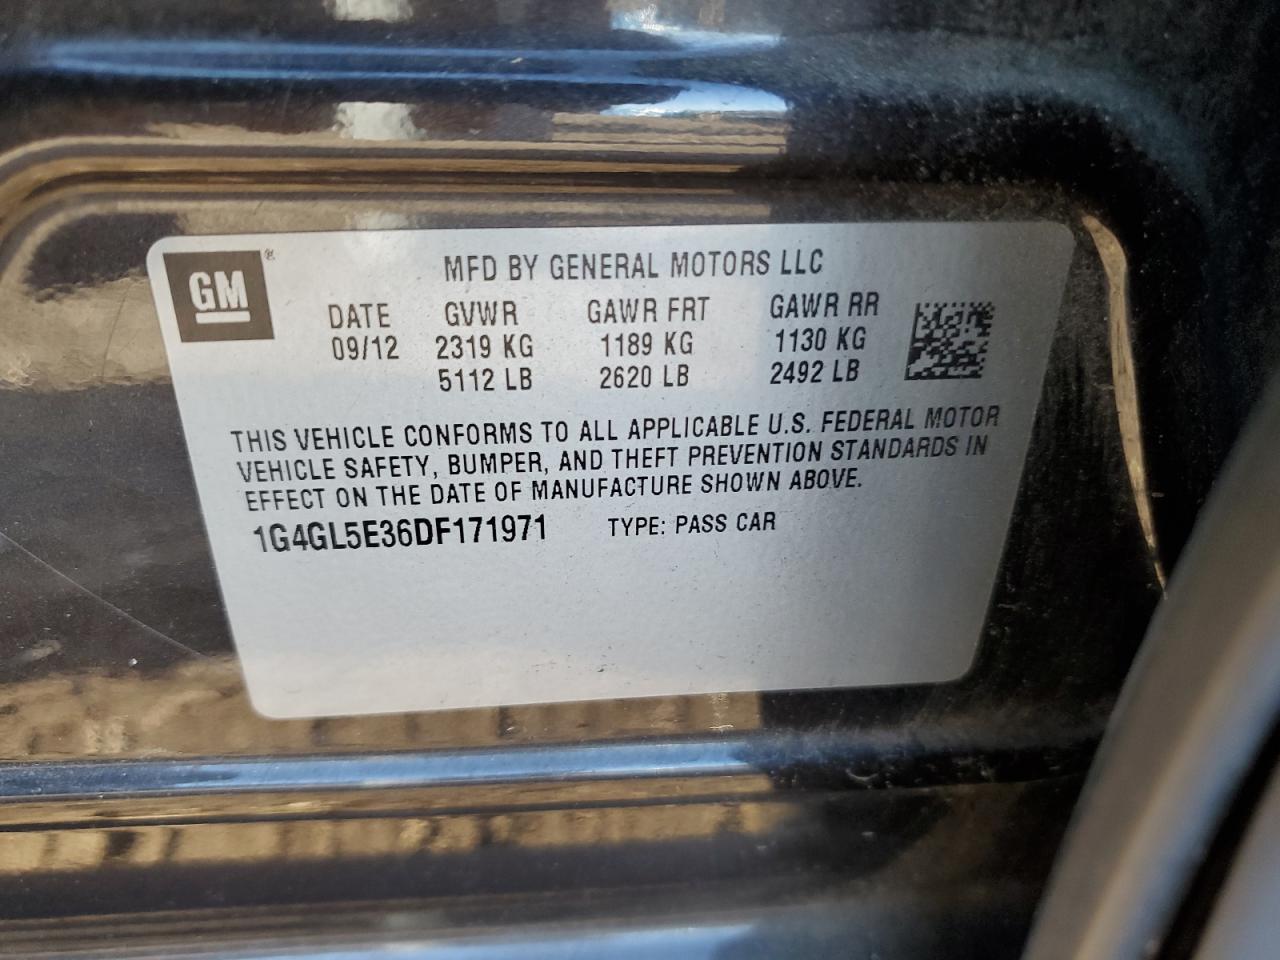 GM ®
MFD BY GENERAL MOTORS LLC
DATE GVWR GAWR FRT GAWR RR
09/12 2319 KG 1189 KG 1130 KG
5112 LB 2620 LB 2492 LB
THIS VEHICLE CONFORMS TO ALL APPLICABLE U.S. FEDERAL MOTOR
VEHICLE SAFETY, BUMPER, AND THEFT PREVENTION STANDARDS IN
EFFECT ON THE DATE OF MANUFACTURE SHOWN ABOVE.
1G4GL5E36DF171971 TYPE: PASS CAR